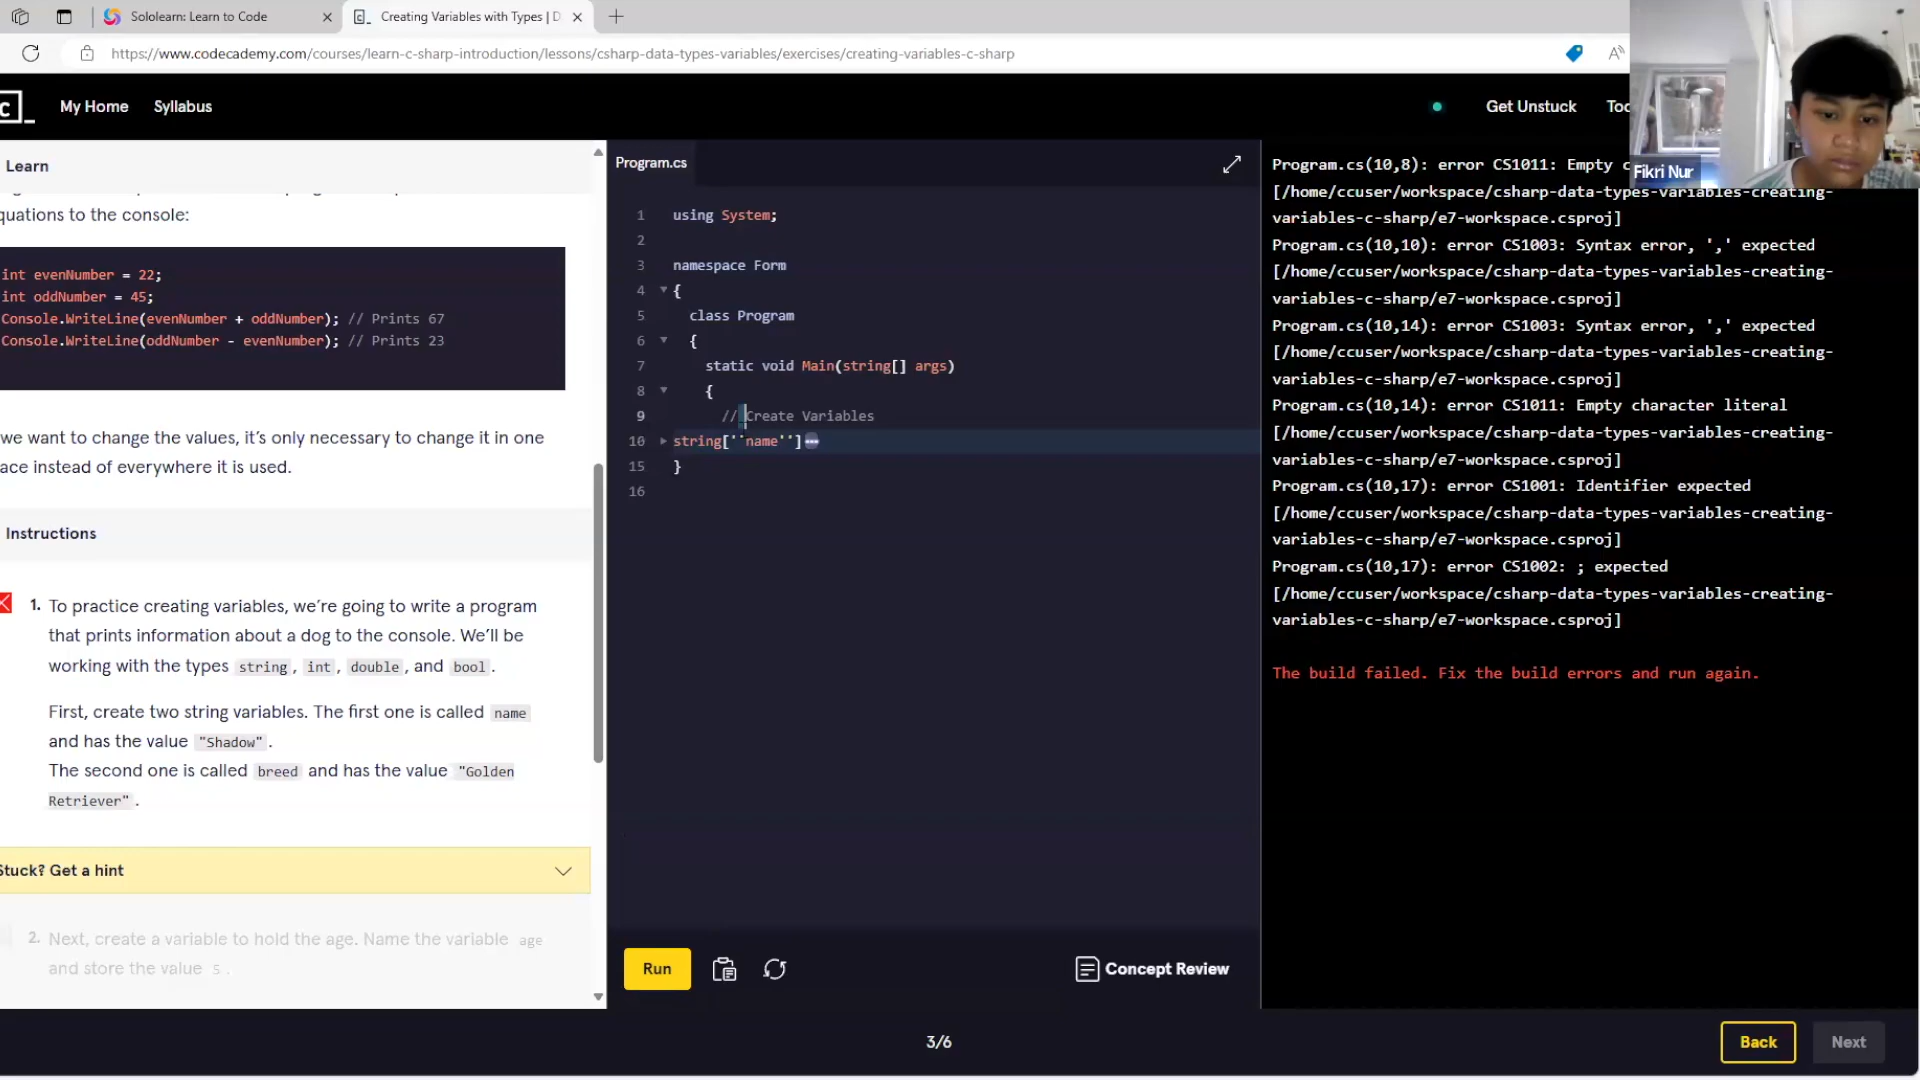 Sololearn: Learn to Code
Creating Variables with Types | D
https://www.codecademy.com/courses/learn-c-sharp-introduction/lessons/csharp-data-types-variables/exercises/creating-variables-c-sharp
My Home
Syllabus
Get Unstuck
Fikri Nur
Learn
quations to the console:
int evenNumber = 22;
int oddNumber = 45;
Console.WriteLine(evenNumber + oddNumber); // Prints 67
Console.WriteLine(oddNumber - evenNumber); // Prints 23
we want to change the values, it's only necessary to change it in one
ace instead of everywhere it is used.
Instructions
1. To practice creating variables, we're going to write a program
that prints information about a dog to the console. We'll be
working with the types string, int, double, and bool.
First, create two string variables. The first one is called name
and has the value "Shadow".
The second one is called breed and has the value "Golden
Retriever".
Stuck? Get a hint
2. Next, create a variable to hold the age. Name the variable age
and store the value 5.
Program.cs
1 using System;
2
3 namespace Form
4 {
5 class Program
6 {
7 static void Main(string[] args)
8 {
9 // Create Variables
10 string[''name'']
15 }
16
Run
Concept Review
Program.cs(10,8): error CS1011: Empty c
[/home/ccuser/workspace/csharp-data-types-variables-creating-
variables-c-sharp/e7-workspace.csproj]
Program.cs(10,10): error CS1003: Syntax error, ',' expected
[/home/ccuser/workspace/csharp-data-types-variables-creating-
variables-c-sharp/e7-workspace.csproj]
Program.cs(10,14): error CS1003: Syntax error, ',' expected
[/home/ccuser/workspace/csharp-data-types-variables-creating-
variables-c-sharp/e7-workspace.csproj]
Program.cs(10,14): error CS1011: Empty character literal
[/home/ccuser/workspace/csharp-data-types-variables-creating-
variables-c-sharp/e7-workspace.csproj]
Program.cs(10,17): error CS1001: Identifier expected
[/home/ccuser/workspace/csharp-data-types-variables-creating-
variables-c-sharp/e7-workspace.csproj]
Program.cs(10,17): error CS1002: ; expected
[/home/ccuser/workspace/csharp-data-types-variables-creating-
variables-c-sharp/e7-workspace.csproj]
The build failed. Fix the build errors and run again.
3/6
Back
Next